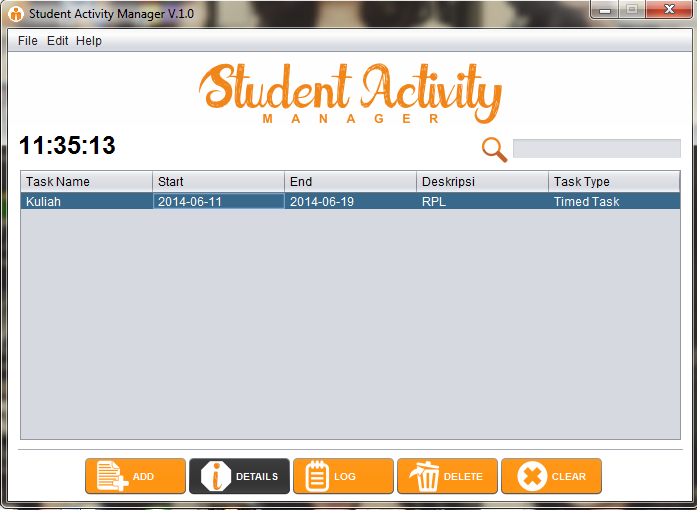 Student Activity Manager V.1.0
File Edit Help
Student Activity
MANAGER
11:35:13
Task Name Start End Deskripsi Task Type
Kuliah 2014-06-11 2014-06-19 RPL Timed Task
ADD DETAILS LOG DELETE CLEAR